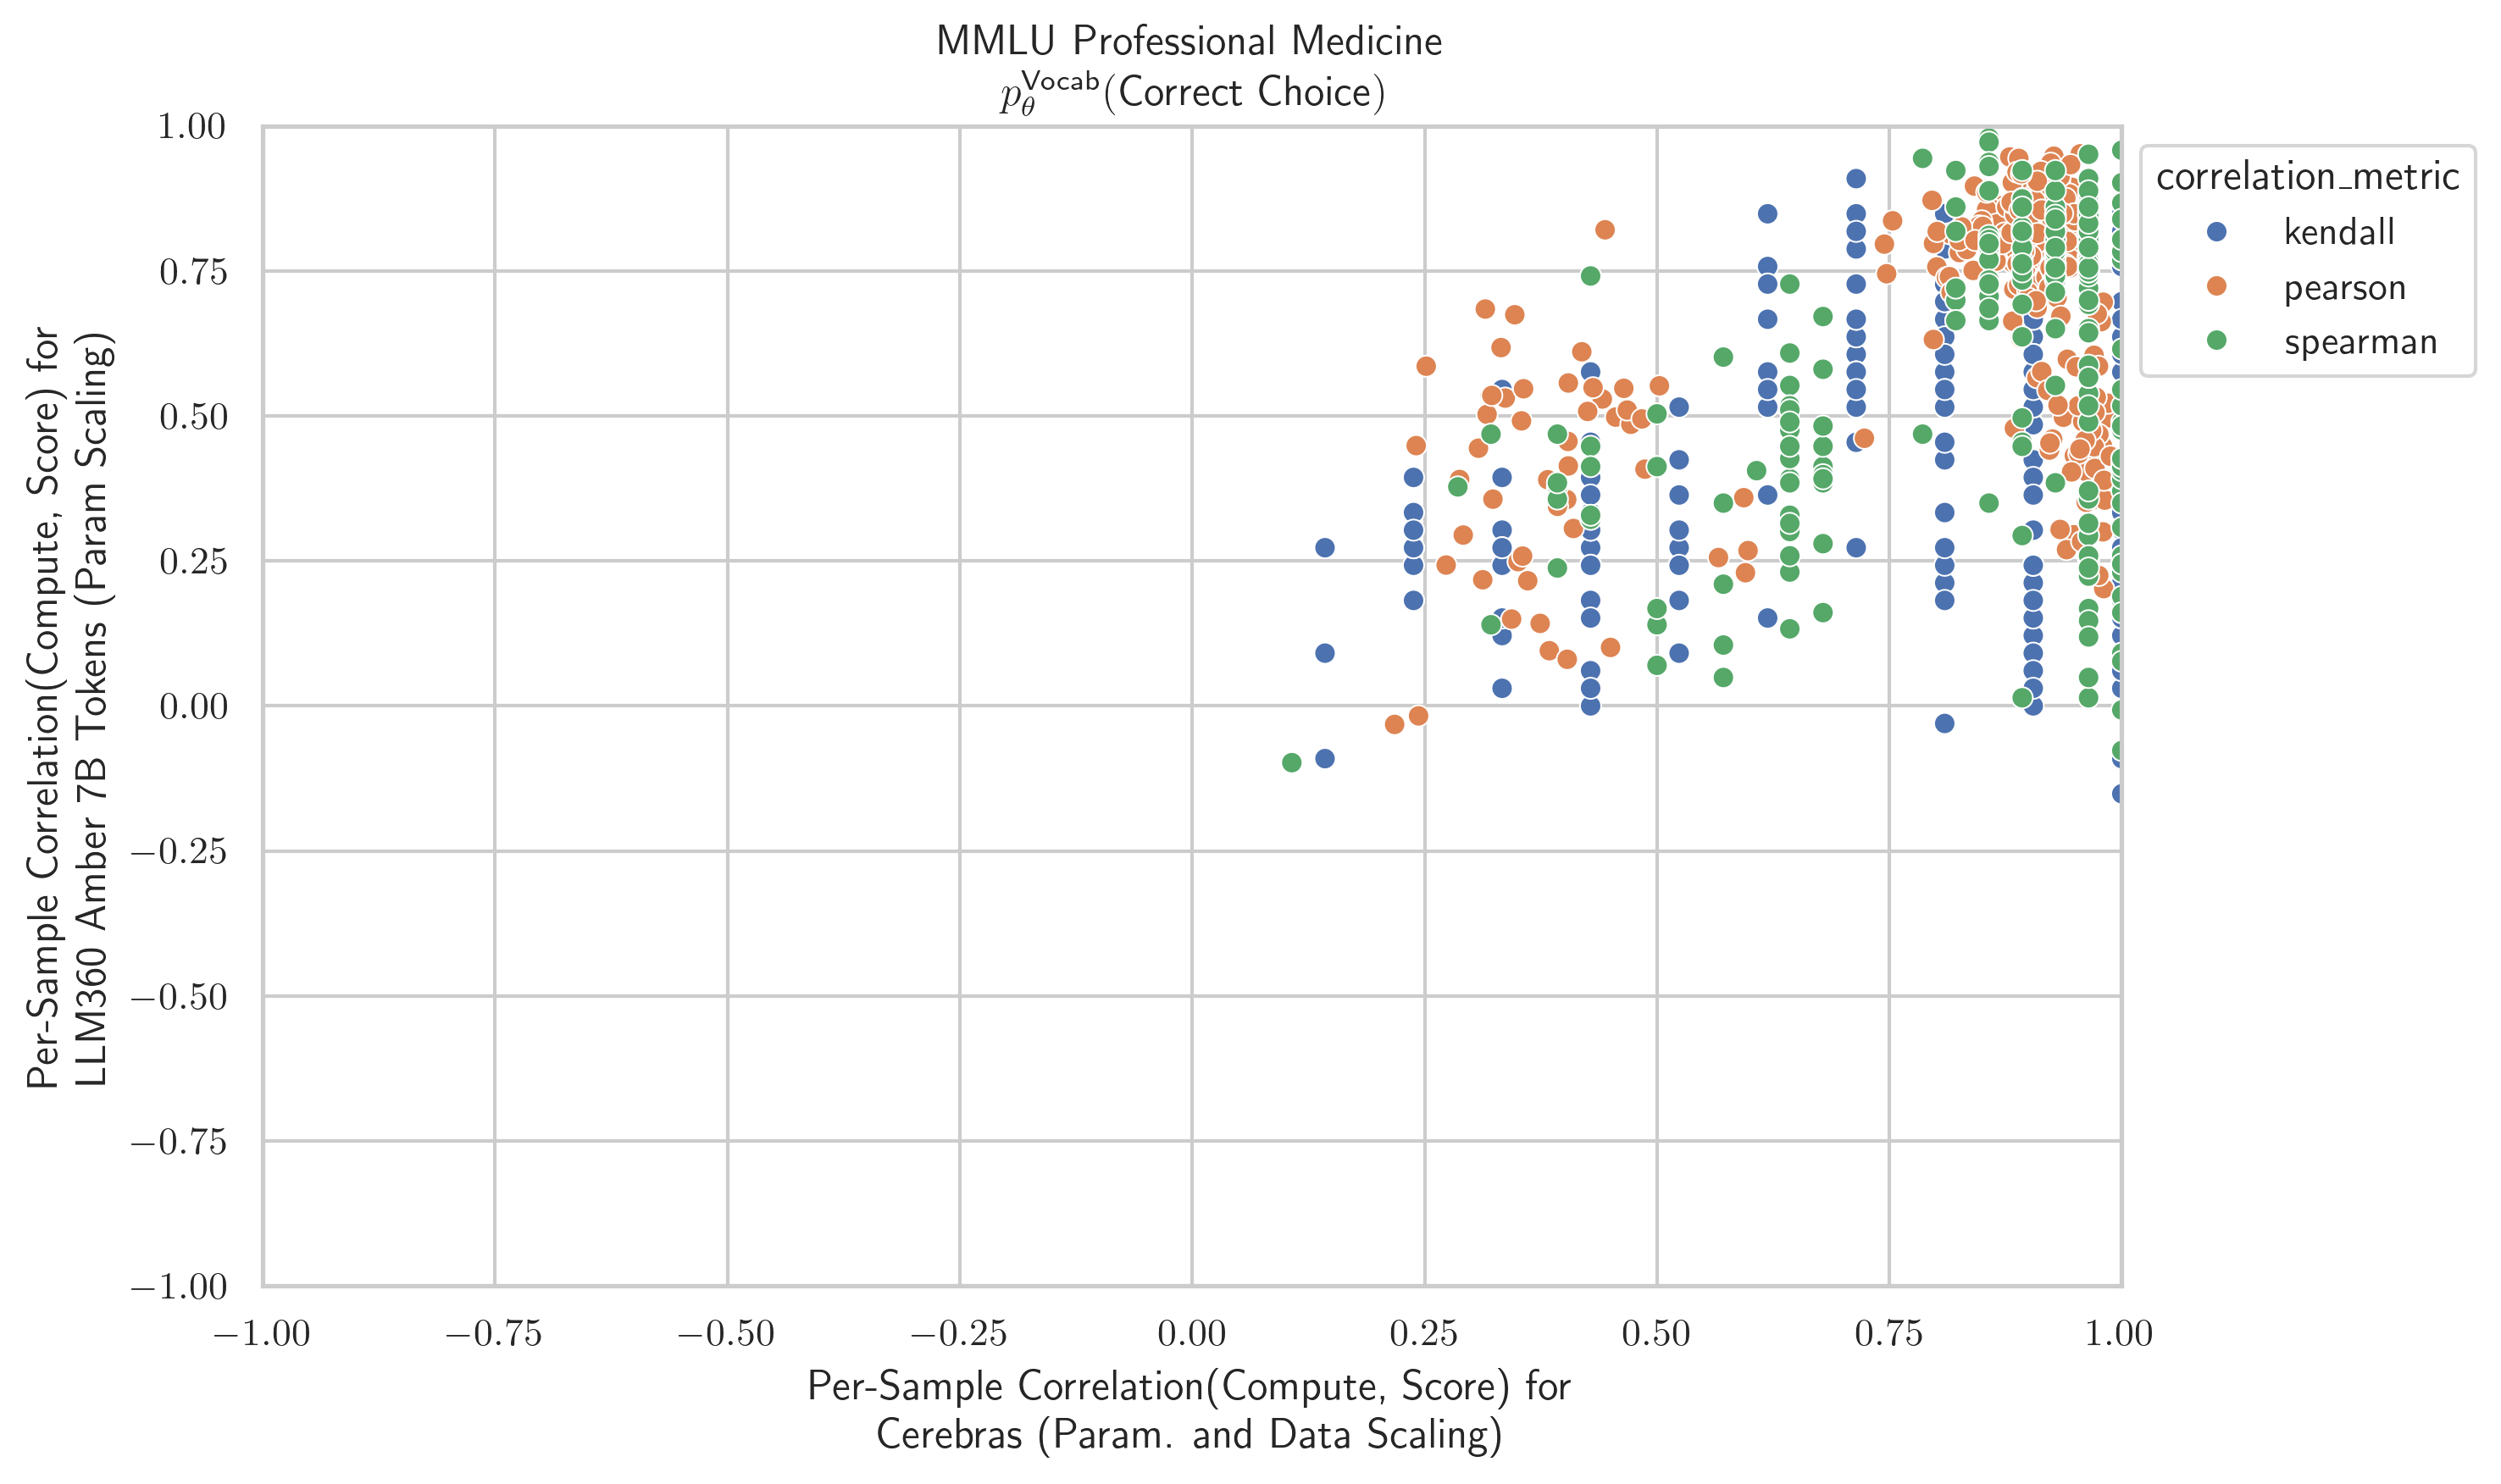 MMLU Professional Medicine
p_θ^Vocab(Correct Choice)
1.00
0.75
0.50
0.25
0.00
−0.25
−0.50
−0.75
−1.00
Per-Sample Correlation(Compute, Score) for
LLM360 Amber 7B Tokens (Param Scaling)
correlation_metric
kendall
pearson
spearman
−1.00 −0.75 −0.50 −0.25 0.00 0.25 0.50 0.75 1.00
Per-Sample Correlation(Compute, Score) for
Cerebras (Param. and Data Scaling)